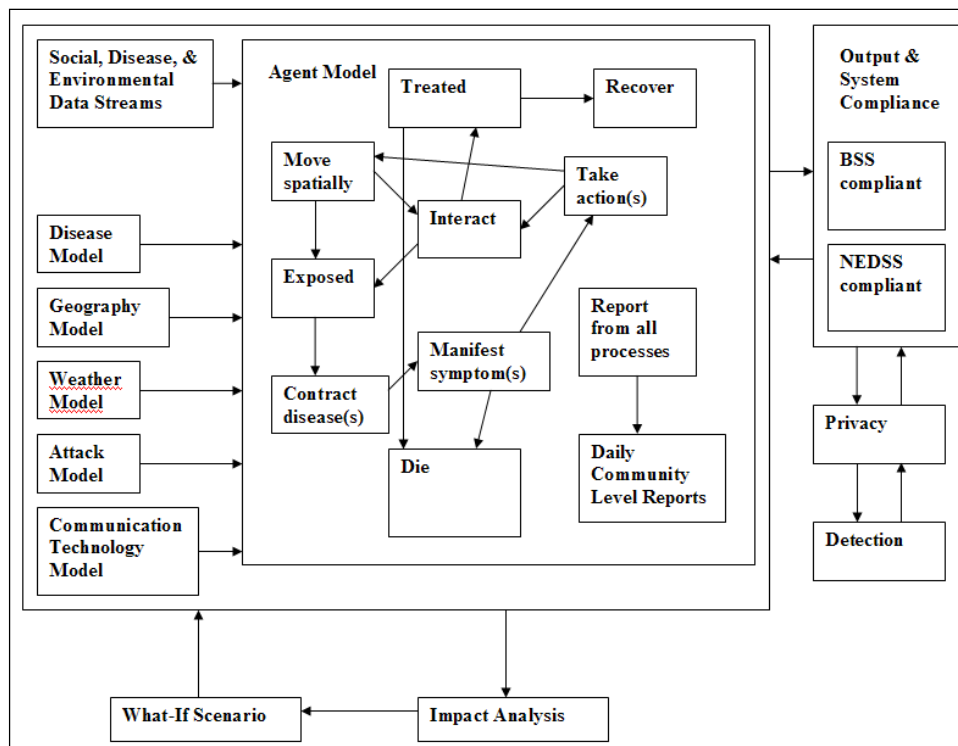 Social, Disease, &
Environmental
Data Streams
Disease
Model
Geography
Model
Weather
Model
Attack
Model
Communication
Technology
Model
Agent Model
Treated
Recover
Move
spatially
Take
action(s)
Interact
Exposed
Report
from all
processes
Manifest
symptom(s)
Contract
disease(s)
Die
Daily
Community
Level Reports
Output &
System
Compliance
BSS
compliant
NEDSS
compliant
Privacy
Detection
What-If Scenario
Impact Analysis